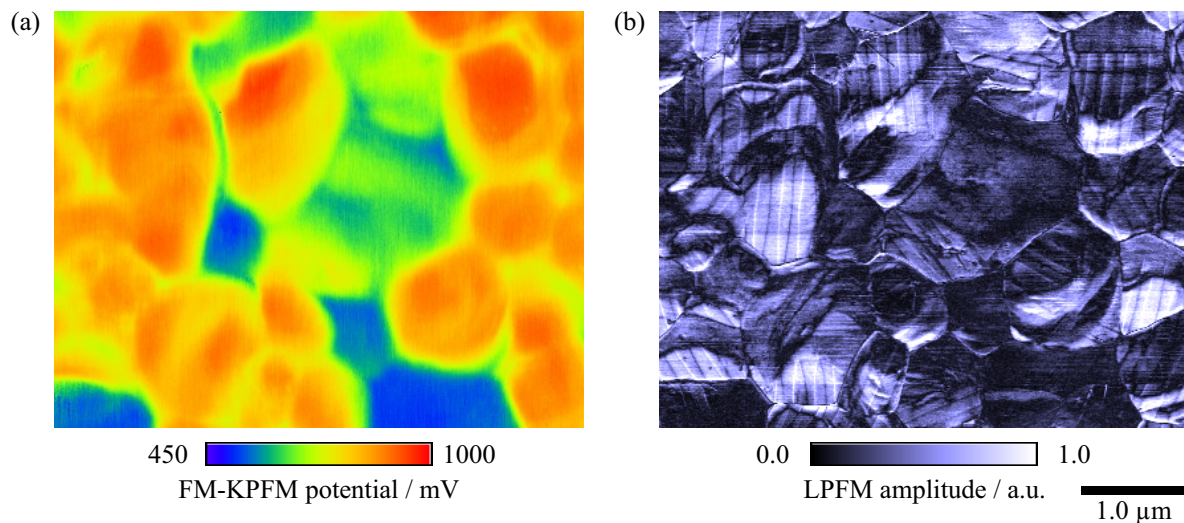 (a)
(b)
450 1000
FM-KPFM potential / mV
0.0 1.0
LPFM amplitude / a.u.
1.0 µm